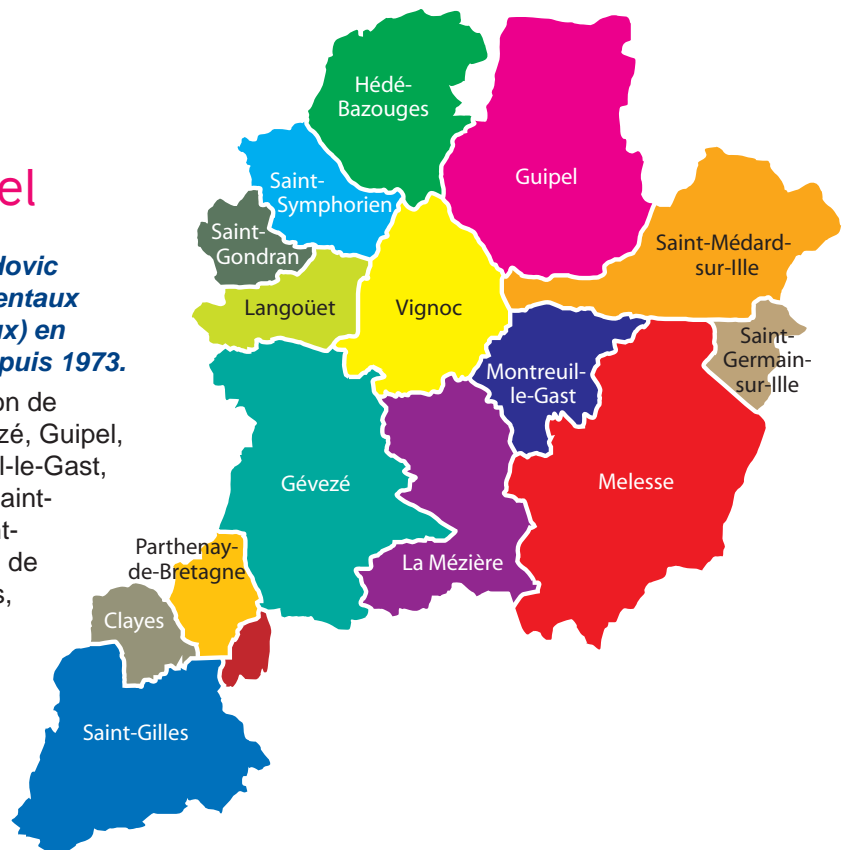 el
dovic
entaux
ux) en
puis 1973.
on de
zé, Guipel,
l-le-Gast,
aint-
nt-
de
s,
Hédé-
Bazouges
Guipel
Saint-
Symphorien
Saint-
Gondran
Saint-Médard-
sur-Ille
Langoüet
Vignoc
Saint-
Germain-
sur-Ille
Montreuil-
le-Gast
Gévezé
Melesse
Parthenay-
de-Bretagne
La Mézière
Clayes
Saint-Gilles